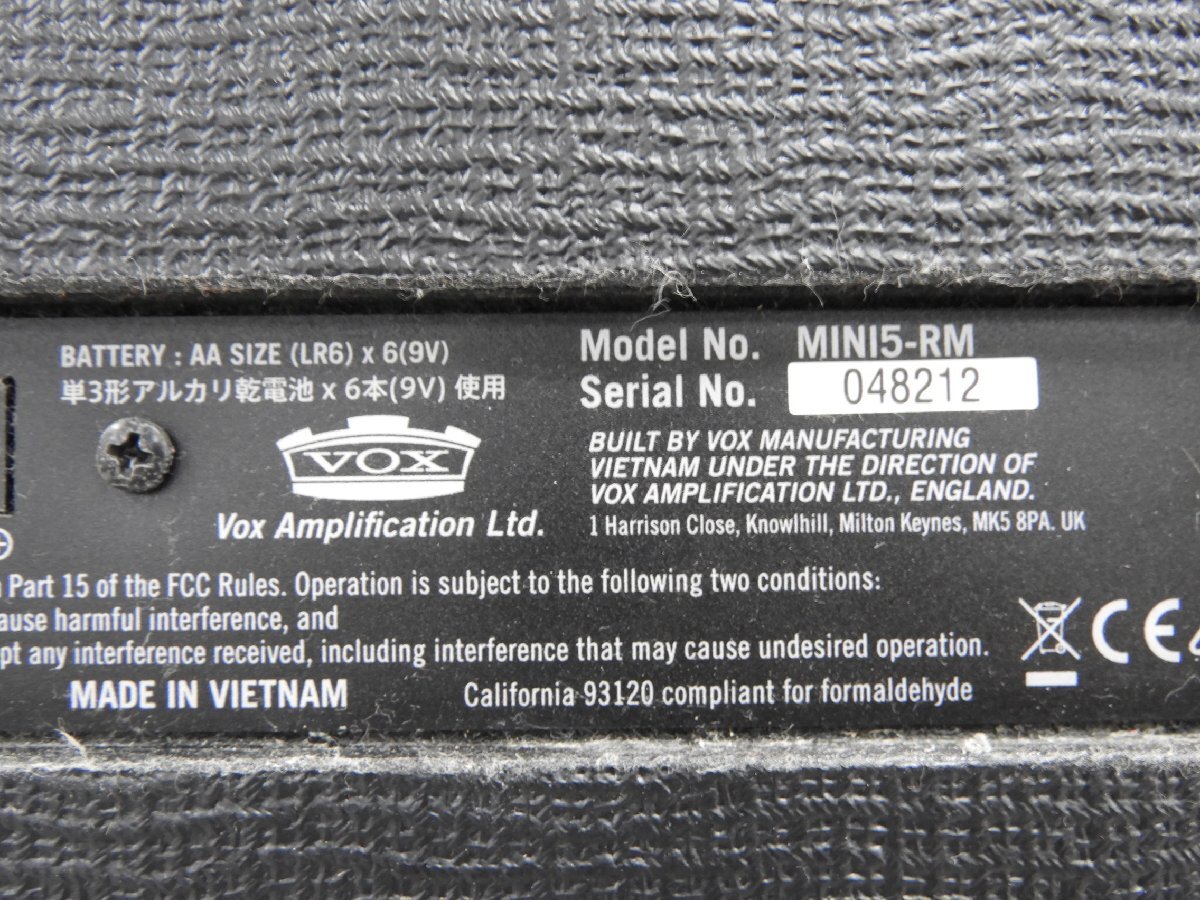 BATTERY : AA SIZE (LR6) x 6(9V)
単3形アルカリ乾電池 x 6本(9V) 使用
VOX
Vox Amplification Ltd.
Model No. MINI5-RM
Serial No. 048212
BUILT BY VOX MANUFACTURING
VIETNAM UNDER THE DIRECTION OF
VOX AMPLIFICATION LTD., ENGLAND.
1 Harrison Close, Knowlhill, Milton Keynes, MK5 8PA. UK
Part 15 of the FCC Rules. Operation is subject to the following two conditions:
ause harmful interference, and
pt any interference received, including interference that may cause undesired operation.
MADE IN VIETNAM
California 93120 compliant for formaldehyde
CE